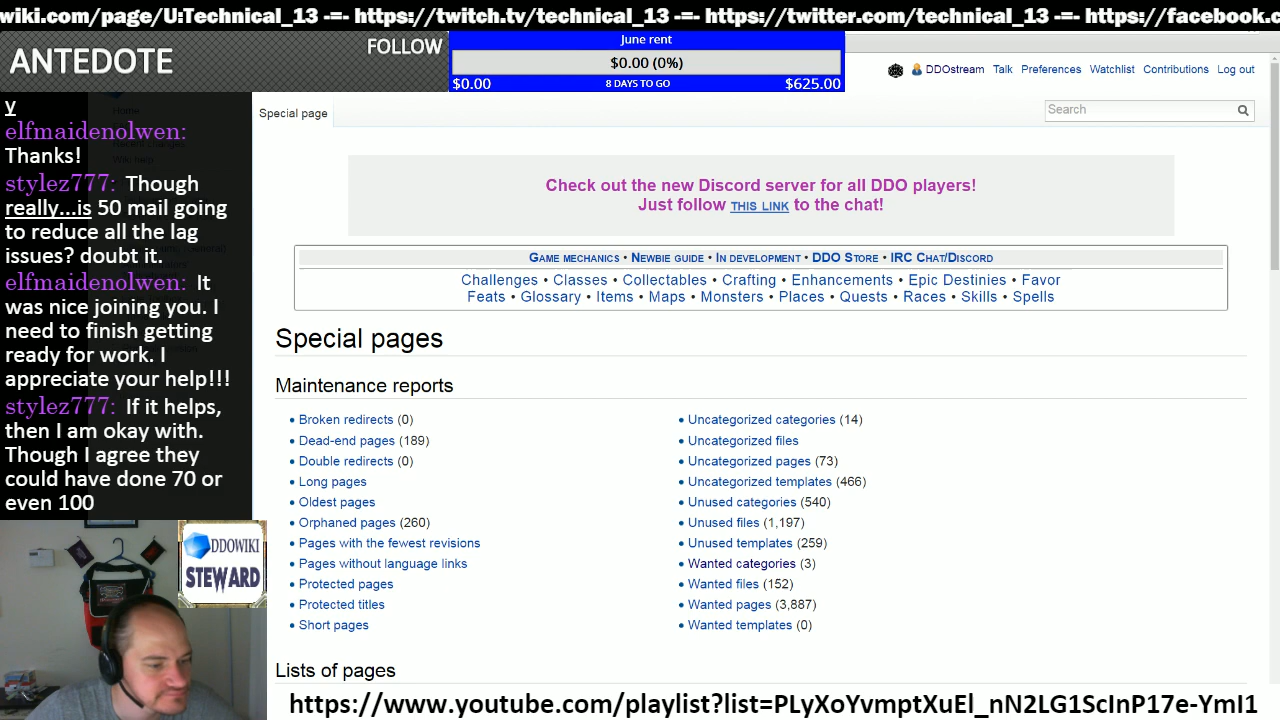 wiki.com/page/U:Technical_13 -=- https://twitch.tv/technical_13 -=- https://twitter.com/technical_13 -=- https://facebook.c
ANTEDOTE
FOLLOW
June rent
$0.00 (0%)
$0.00 8 DAYS TO GO $625.00
DDOstream Talk Preferences Watchlist Contributions Log out
Special page
Search
y
elfmaidenolwen:
Thanks!
stylez777: Though
really...is 50 mail going
to reduce all the lag
issues? doubt it.
elfmaidenolwen: It
was nice joining you. I
need to finish getting
ready for work. I
appreciate your help!!!
stylez777: If it helps,
then I am okay with.
Though I agree they
could have done 70 or
even 100
DDOWIKI
STEWARD
Check out the new Discord server for all DDO players!
Just follow THIS LINK to the chat!
Game mechanics • Newbie guide • In development • DDO Store • IRC Chat/Discord
Challenges • Classes • Collectables • Crafting • Enhancements • Epic Destinies • Favor
Feats • Glossary • Items • Maps • Monsters • Places • Quests • Races • Skills • Spells
Special pages
Maintenance reports
• Broken redirects (0)
• Dead-end pages (189)
• Double redirects (0)
• Long pages
• Oldest pages
• Orphaned pages (260)
• Pages with the fewest revisions
• Pages without language links
• Protected pages
• Protected titles
• Short pages
• Uncategorized categories (14)
• Uncategorized files
• Uncategorized pages (73)
• Uncategorized templates (466)
• Unused categories (540)
• Unused files (1,197)
• Unused templates (259)
• Wanted categories (3)
• Wanted files (152)
• Wanted pages (3,887)
• Wanted templates (0)
Lists of pages
https://www.youtube.com/playlist?list=PLyXoYvmptXuEl_nN2LG1ScInP17e-YmI1